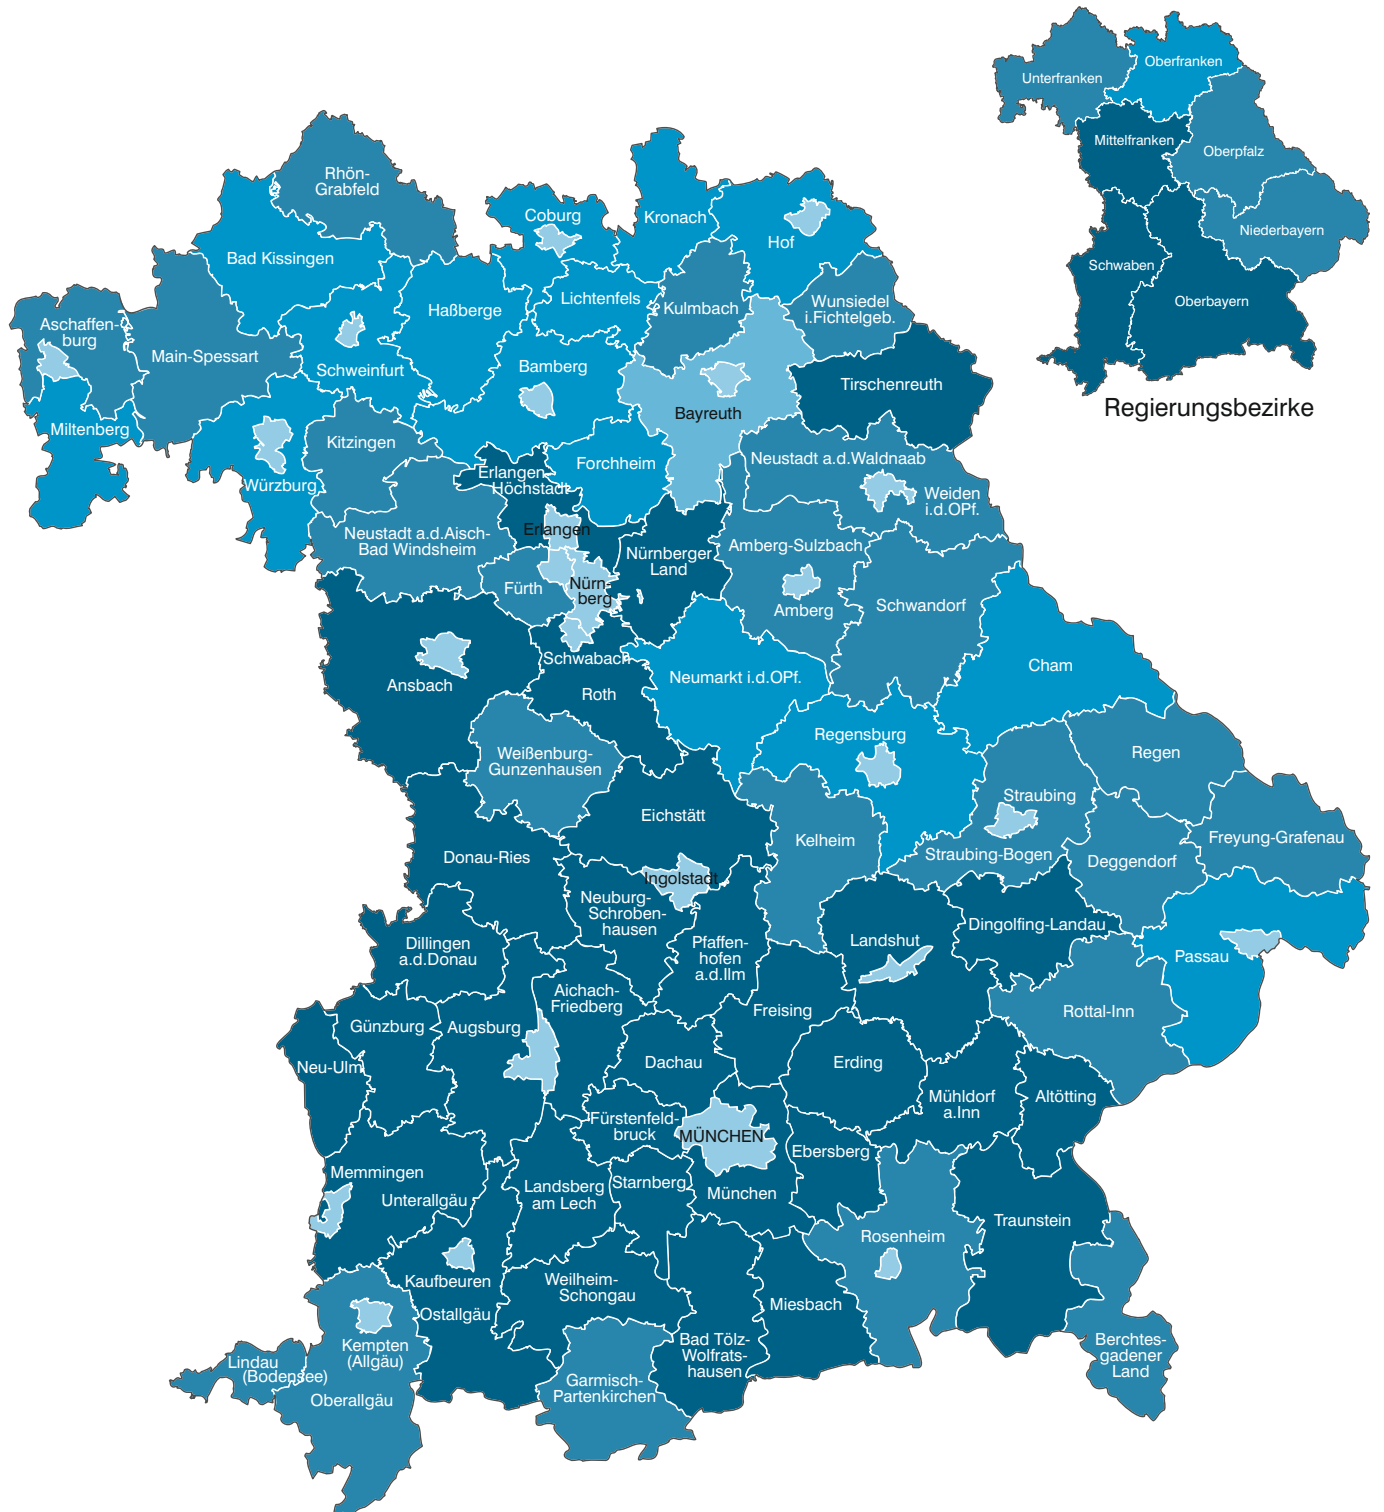 Unterfranken
Oberfranken
Mittelfranken
Oberpfalz
Niederbayern
Schwaben
Oberbayern
Regierungsbezirke
Rhön-
Grabfeld
Coburg
Kronach
Hof
Bad Kissingen
Haßberge
Lichtenfels
Kulmbach
Wunsiedel
i.Fichtelgeb.
Aschaffen-
burg
Main-Spessart
Schweinfurt
Bamberg
Bayreuth
Tirschenreuth
Miltenberg
Kitzingen
Würzburg
Erlangen-
Höchstadt
Forchheim
Neustadt a.d.Waldnaab
Weiden
i.d.OPf.
Neustadt a.d.Aisch-
Bad Windsheim
Erlangen
Fürth
Nürn-
berg
Nürnberger
Land
Amberg-Sulzbach
Amberg
Schwandorf
Ansbach
Schwabach
Roth
Neumarkt i.d.OPf.
Cham
Weißenburg-
Gunzenhausen
Regensburg
Regen
Straubing
Straubing-Bogen
Deggendorf
Freyung-Grafenau
Eichstätt
Kelheim
Donau-Ries
Ingolstadt
Neuburg-
Schroben-
hausen
Pfaffen-
hofen
a.d.Ilm
Landshut
Dingolfing-Landau
Passau
Dillingen
a.d.Donau
Aichach-
Friedberg
Freising
Rottal-Inn
Günzburg
Augsburg
Neu-Ulm
Dachau
Erding
Mühldorf
a.Inn
Altötting
Fürstenfeld-
bruck
MÜNCHEN
Ebersberg
Memmingen
Unterallgäu
Landsberg
am Lech
Starnberg
München
Rosenheim
Traunstein
Kaufbeuren
Ostallgäu
Weilheim-
Schongau
Miesbach
Kempten
(Allgäu)
Lindau
(Bodensee)
Oberallgäu
Garmisch-
Partenkirchen
Bad Tölz-
Wolfrats-
hausen
Berchtes-
gadener
Land